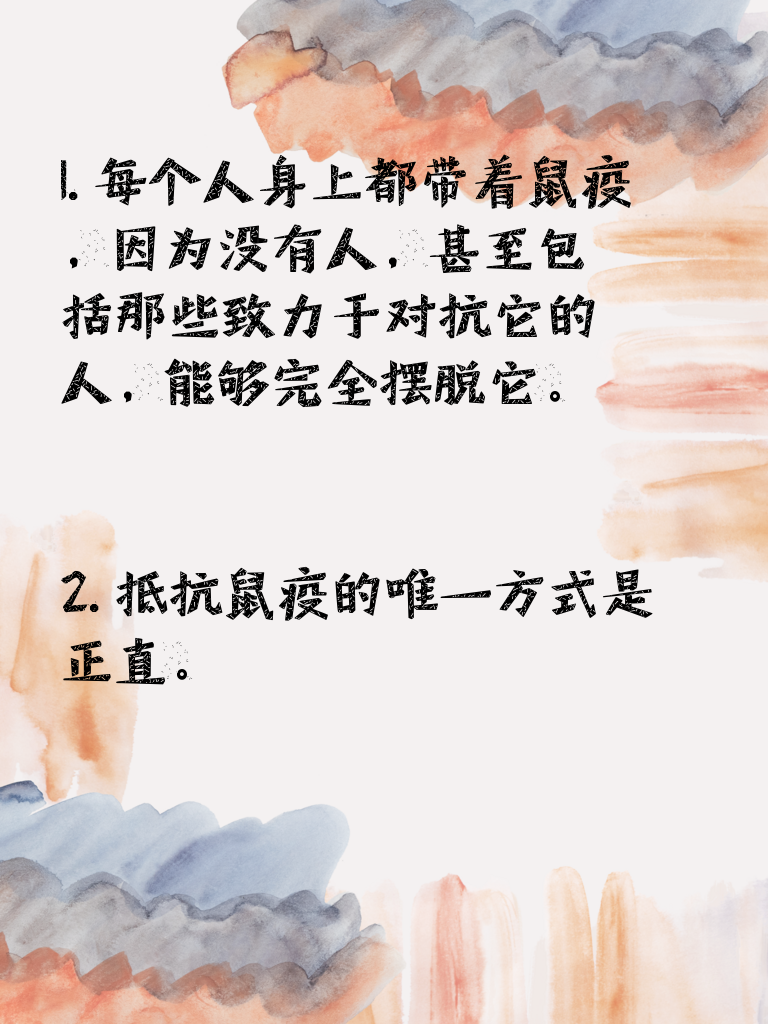 1. 每个人身上都带着鼠疫
，因为没有人，甚至包
括那些致力于对抗它的
人，能够完全摆脱它。
2. 抵抗鼠疫的唯一方式是
正直。